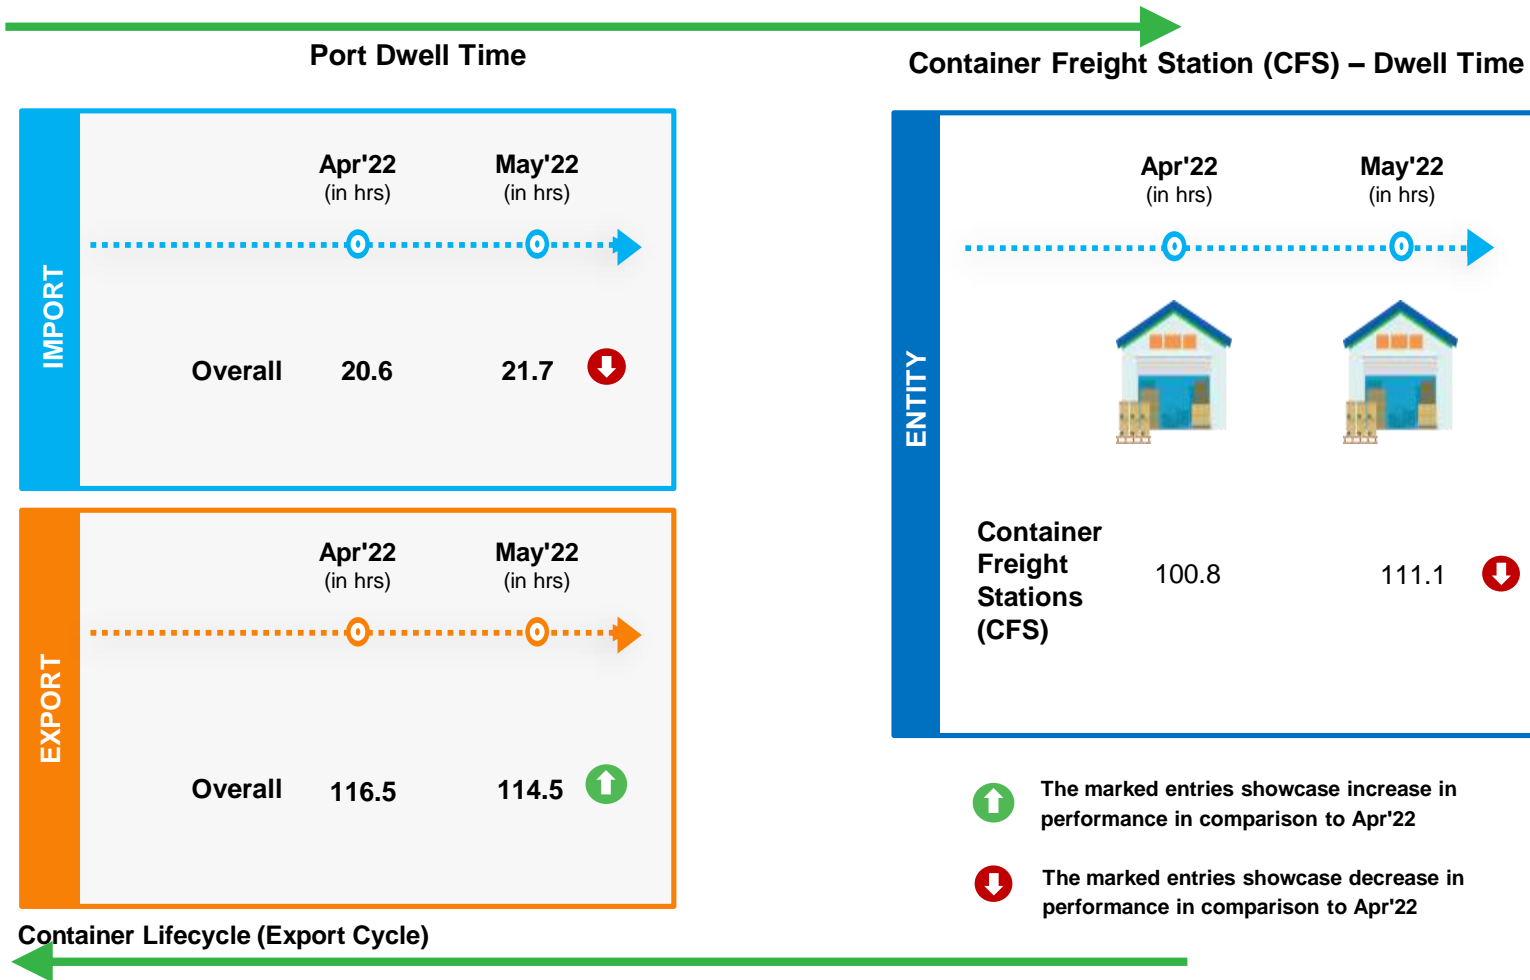 Port Dwell Time
Container Freight Station (CFS) – Dwell Time
IMPORT
Apr'22
(in hrs)
May'22
(in hrs)
Overall 20.6 21.7
EXPORT
Apr'22
(in hrs)
May'22
(in hrs)
Overall 116.5 114.5
ENTITY
Apr'22
(in hrs)
May'22
(in hrs)
Container
Freight
Stations
(CFS)
100.8 111.1
The marked entries showcase increase in
performance in comparison to Apr'22
The marked entries showcase decrease in
performance in comparison to Apr'22
Container Lifecycle (Export Cycle)